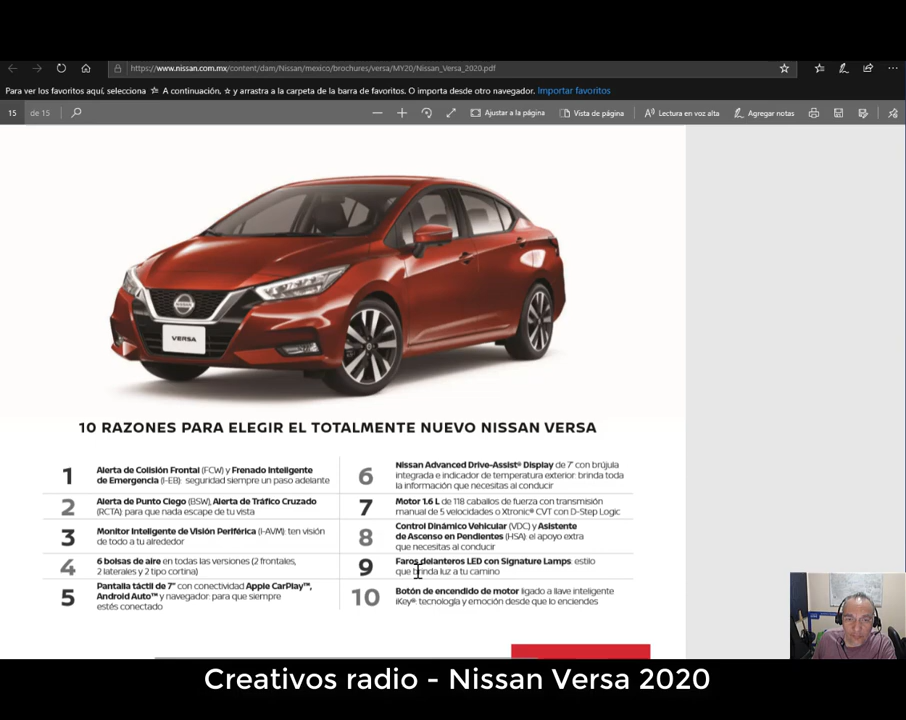 https://www.nissan.com.mx/content/dam/Nissan/mexico/brochures/versa/MY20/Nissan_Versa_2020.pdf
Para ver los favoritos aquí, selecciona A continuación, y arrastra a la carpeta de la barra de favoritos. O importa desde otro navegador. Importar favoritos
15 de 15 Ajustar a la página Vista de página Lectura en voz alta Agregar notas
NISSAN
VERSA
10 RAZONES PARA ELEGIR EL TOTALMENTE NUEVO NISSAN VERSA
1
Alerta de Colisión Frontal (FCW) y Frenado Inteligente
de Emergencia (I-EB): seguridad siempre un paso adelante
2
Alerta de Punto Ciego (BSW), Alerta de Tráfico Cruzado
(RCTA): para que nada escape de tu vista
3
Monitor Inteligente de Visión Periférica (I-AVM): ten visión
de todo a tu alrededor
4
6 bolsas de aire en todas las versiones (2 frontales,
2 laterales y 2 tipo cortina)
5
Pantalla táctil de 7" con conectividad Apple CarPlay™,
Android Auto™ y navegador: para que siempre
estés conectado
6
Nissan Advanced Drive-Assist® Display de 7" con brújula
integrada e indicador de temperatura exterior: brinda toda
la información que necesitas al conducir
7
Motor 1.6 L de 118 caballos de fuerza con transmisión
manual de 5 velocidades o Xtronic® CVT con D-Step Logic
8
Control Dinámico Vehicular (VDC) y Asistente
de Ascenso en Pendientes (HSA): el apoyo extra
que necesitas al conducir
9
Faros delanteros LED con Signature Lamps: estilo
que brinda luz a tu camino
10
Botón de encendido de motor ligado a llave inteligente
iKey®: tecnología y emoción desde que lo enciendes
Creativos radio - Nissan Versa 2020